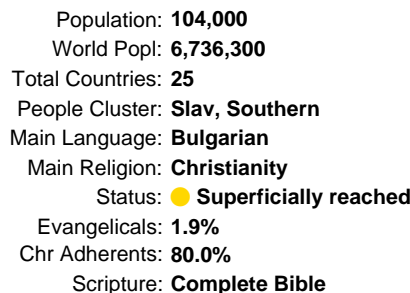 Population: 104,000
World Popl: 6,736,300
Total Countries: 25
People Cluster: Slav, Southern
Main Language: Bulgarian
Main Religion: Christianity
Status: Superficially reached
Evangelicals: 1.9%
Chr Adherents: 80.0%
Scripture: Complete Bible